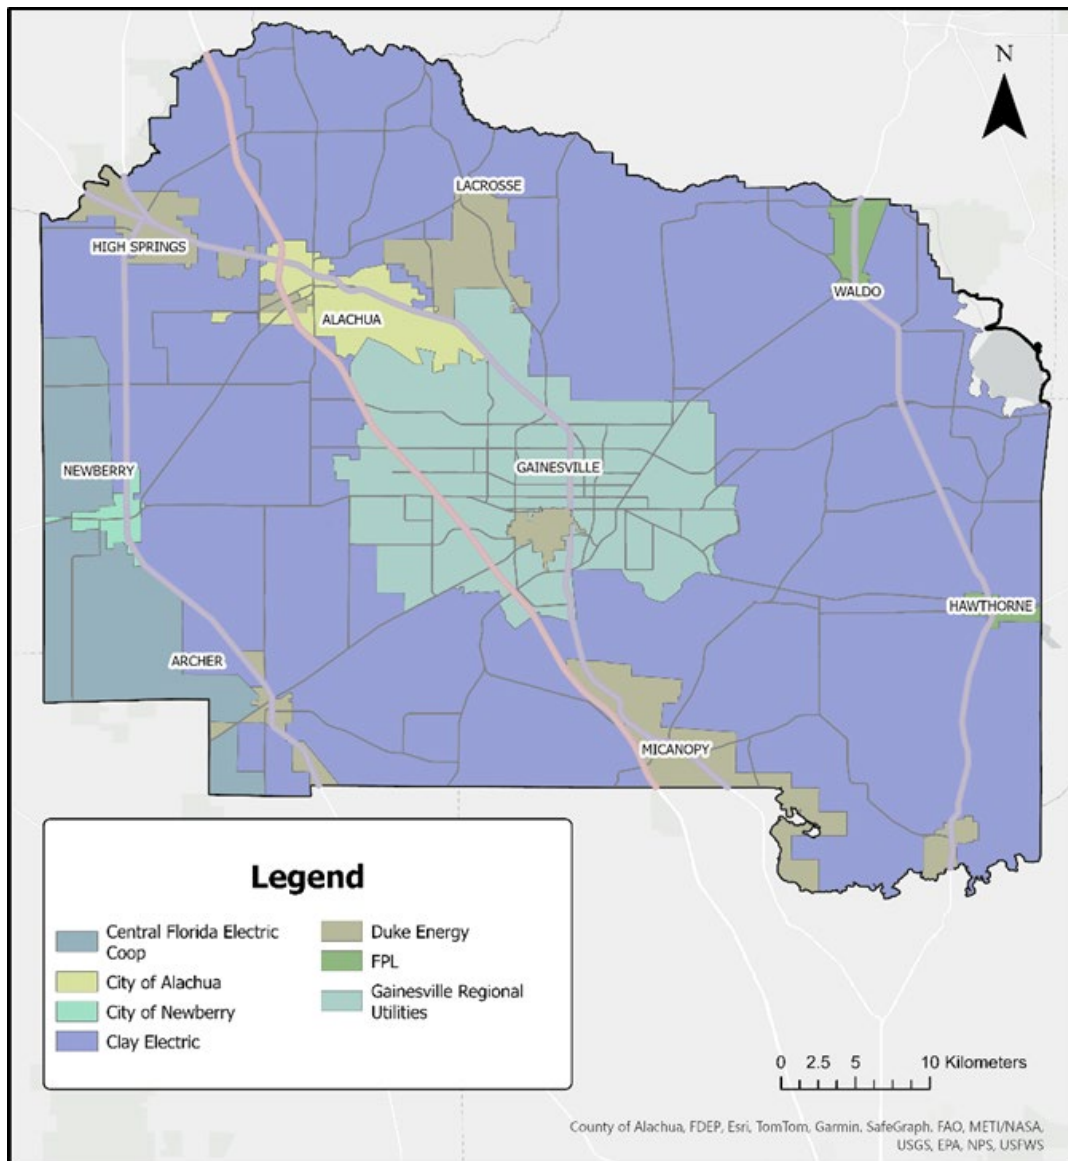 N
LACROSSE
HIGH SPRINGS
WALDO
ALACHUA
NEWBERRY
GAINESVILLE
HAWTHORNE
ARCHER
MICANOPY
Legend
Central Florida Electric
Coop
City of Alachua
City of Newberry
Clay Electric
Duke Energy
FPL
Gainesville Regional
Utilities
0 2.5 5 10 Kilometers
County of Alachua, FDEP, Esri, TomTom, Garmin, SafeGraph, FAO, METI/NASA,
USGS, EPA, NPS, USFWS